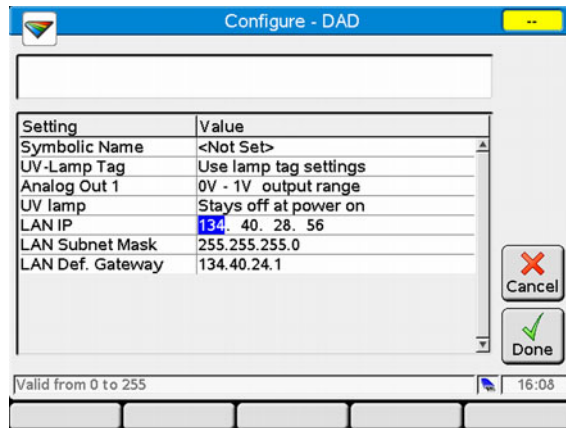 Configure - DAD
--
Setting Value
Symbolic Name <Not Set>
UV-Lamp Tag Use lamp tag settings
Analog Out 1 0V - 1V output range
UV lamp Stays off at power on
LAN IP 134. 40. 28. 56
LAN Subnet Mask 255.255.255.0
LAN Def. Gateway 134.40.24.1
Cancel
Done
Valid from 0 to 255 16:08